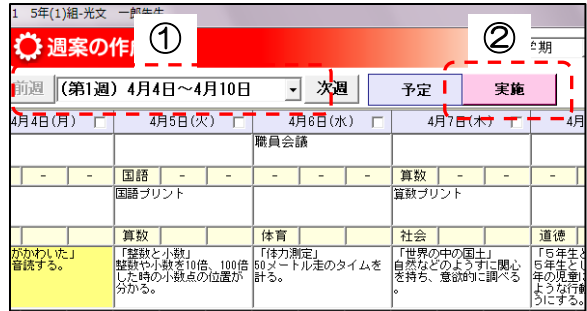 1 5年(1)組-光文 一郎先生
週案の作 ① ② 学期
前週 (第1週) 4月4日～4月10日 次週 予定 実施
4月4日(月) 4月5日(火) 4月6日(水) 4月7日(木) 4月
職員会議
- - 国語 - - - - - 算数 - - -
国語プリント 算数プリント
算数 体育 社会 道徳
がかわいた」 「整数と小数」 「体力測定」 「世界の中の国土」 「5年生と
音読する。 整数や小数を10倍、100倍 50メートル走のタイムを 自然などのようすに関心 5年生とし
した時の小数点の位置が 計る。 を持ち、意欲的に調べる 年の児童に
分かる。 。 ような行動
うにする。